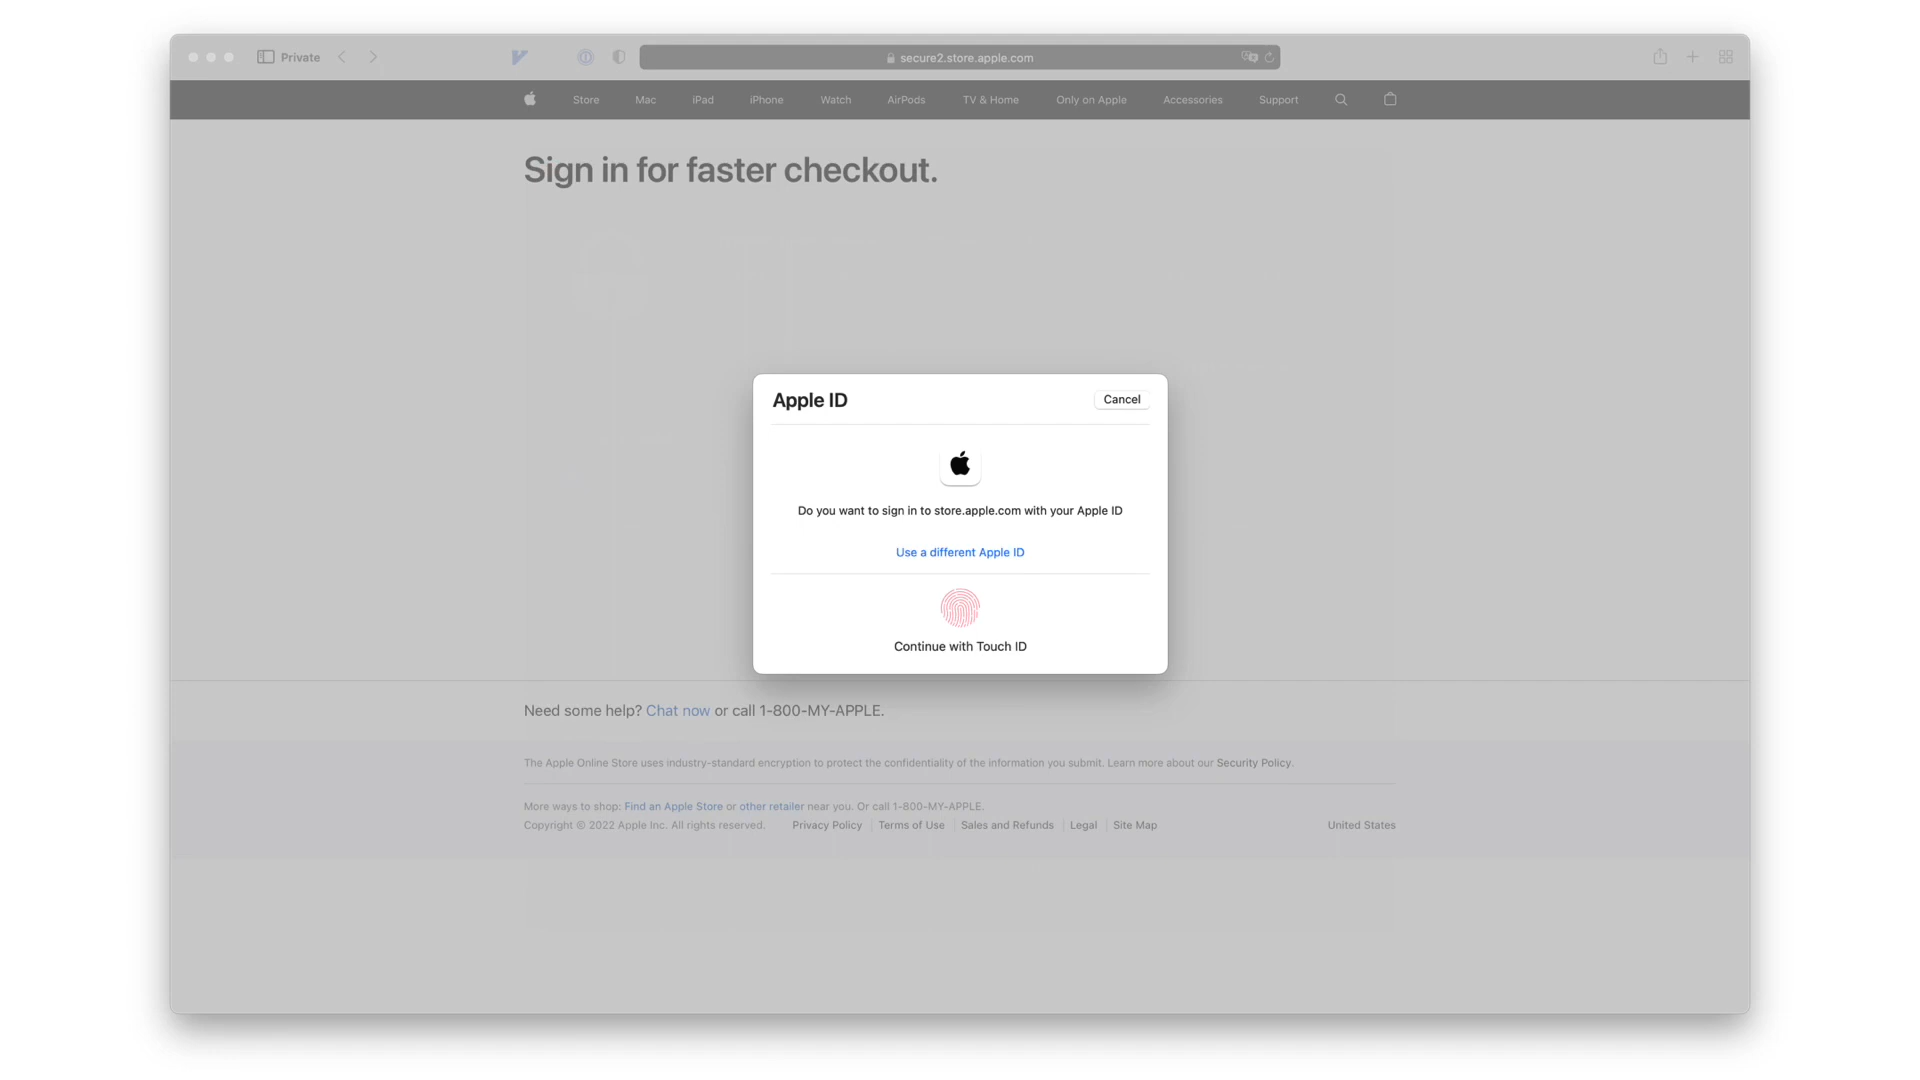 Private
secure2.store.apple.com
Store Mac iPad iPhone Watch AirPods TV & Home Only on Apple Accessories Support
Sign in for faster checkout.
Apple ID
Cancel
Do you want to sign in to store.apple.com with your Apple ID
Use a different Apple ID
Continue with Touch ID
Need some help? Chat now or call 1-800-MY-APPLE.
The Apple Online Store uses industry-standard encryption to protect the confidentiality of the information you submit. Learn more about our Security Policy.
More ways to shop: Find an Apple Store or other retailer near you. Or call 1-800-MY-APPLE.
Copyright © 2022 Apple Inc. All rights reserved. Privacy Policy Terms of Use Sales and Refunds Legal Site Map United States